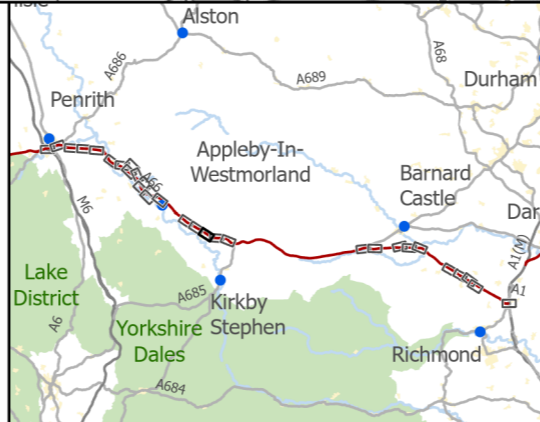 Alston
A686
A68
A689
Durham
Penrith
Appleby-In-
Westmorland
A66
Barnard
Castle
M6
Dar
A1(M)
Lake
District
A685
A1
Kirkby
Stephen
A6
Yorkshire
Dales
Richmond
A684